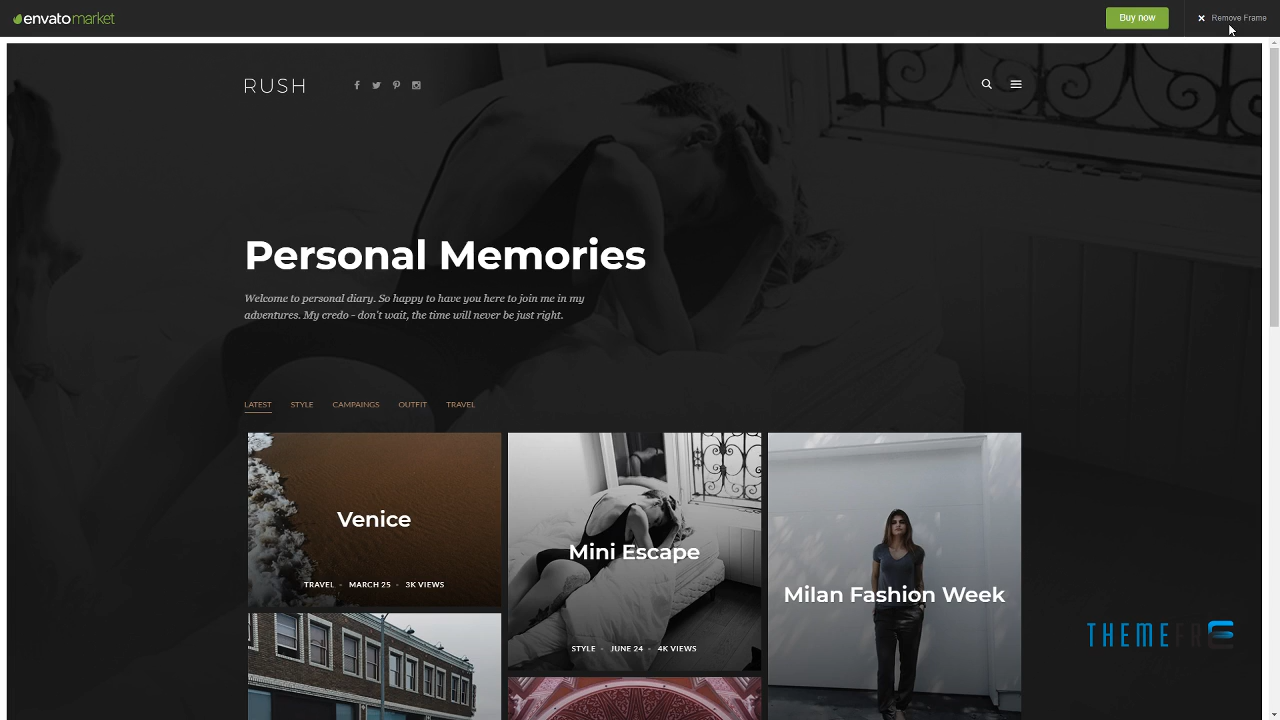 envatomarket
Buy now
Remove Frame
RUSH
Personal Memories
Welcome to personal diary. So happy to have you here to join me in my
adventures. My credo - don't wait, the time will never be just right.
LATEST STYLE CAMPAINGS OUTFIT TRAVEL
Venice
TRAVEL MARCH 25 3K VIEWS
Mini Escape
STYLE JUNE 24 4K VIEWS
Milan Fashion Week
THEMEFRE